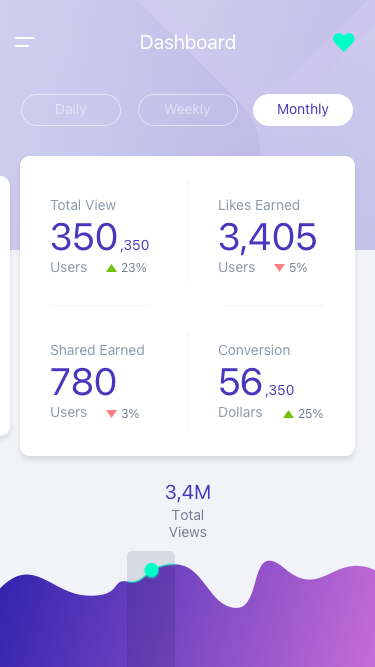 Dashboard
Daily Weekly Monthly
Total View
350,350
Users 23%
Likes Earned
3,405
Users 5%
Shared Earned
780
Users 3%
Conversion
56,350
Dollars 25%
3,4M
Total
Views